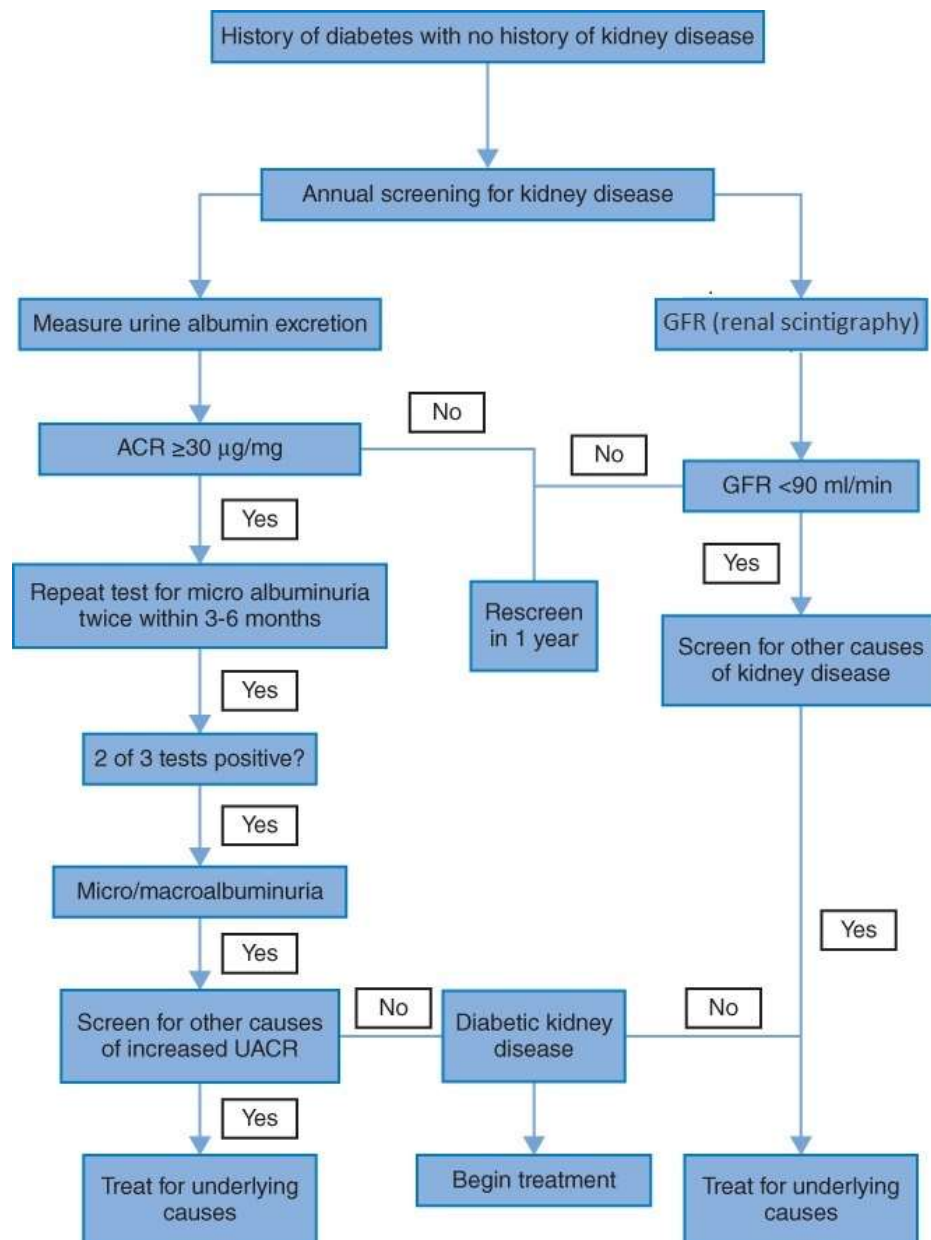 History of diabetes with no history of kidney disease
Annual screening for kidney disease
Measure urine albumin excretion
GFR (renal scintigraphy)
No
ACR ≥30 μg/mg
No
GFR <90 ml/min
Yes
Yes
Repeat test for micro albuminuria
twice within 3-6 months
Rescreen
in 1 year
Screen for other causes
of kidney disease
Yes
2 of 3 tests positive?
Yes
Micro/macroalbuminuria
Yes
Yes
Screen for other causes
of increased UACR
No
Diabetic kidney
disease
No
Yes
Treat for underlying
causes
Begin treatment
Treat for underlying
causes